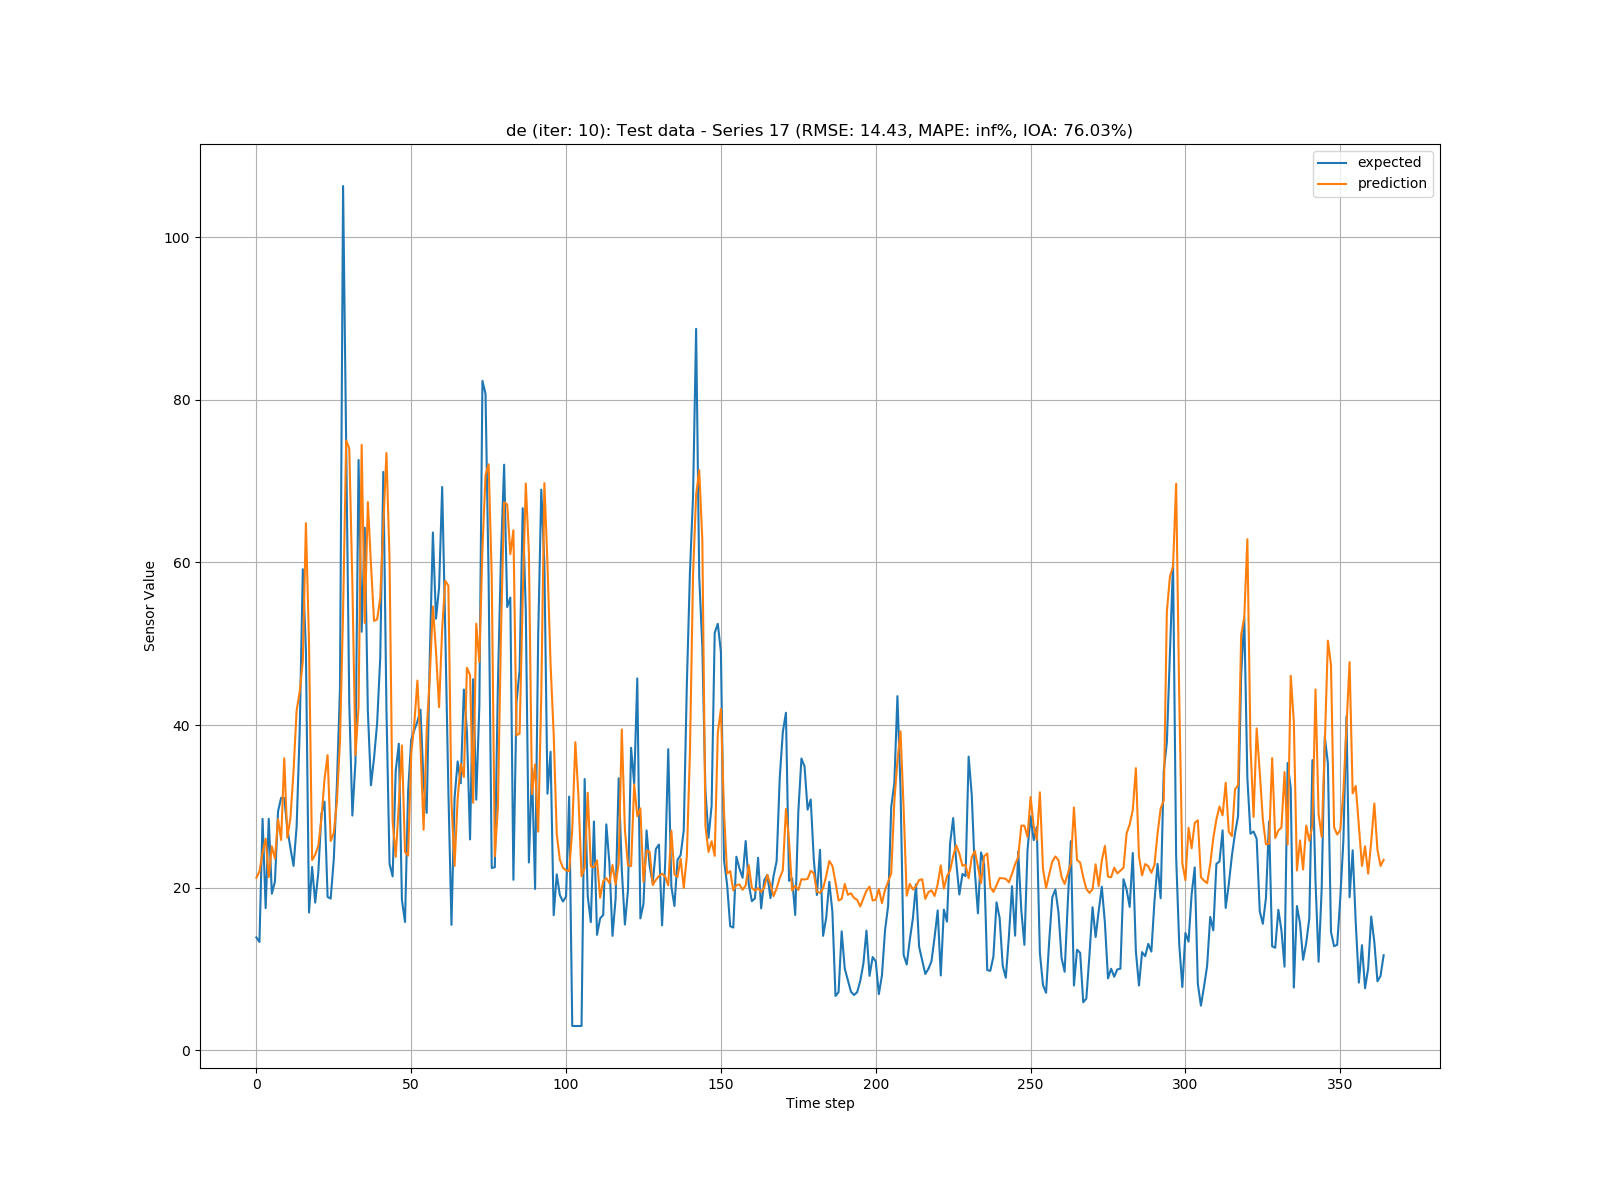 de (iter: 10): Test data - Series 17 (RMSE: 14.43, MAPE: inf%, IOA: 76.03%)
expected
prediction
100
80
60
40
20
0
Sensor Value
0 50 100 150 200 250 300 350
Time step